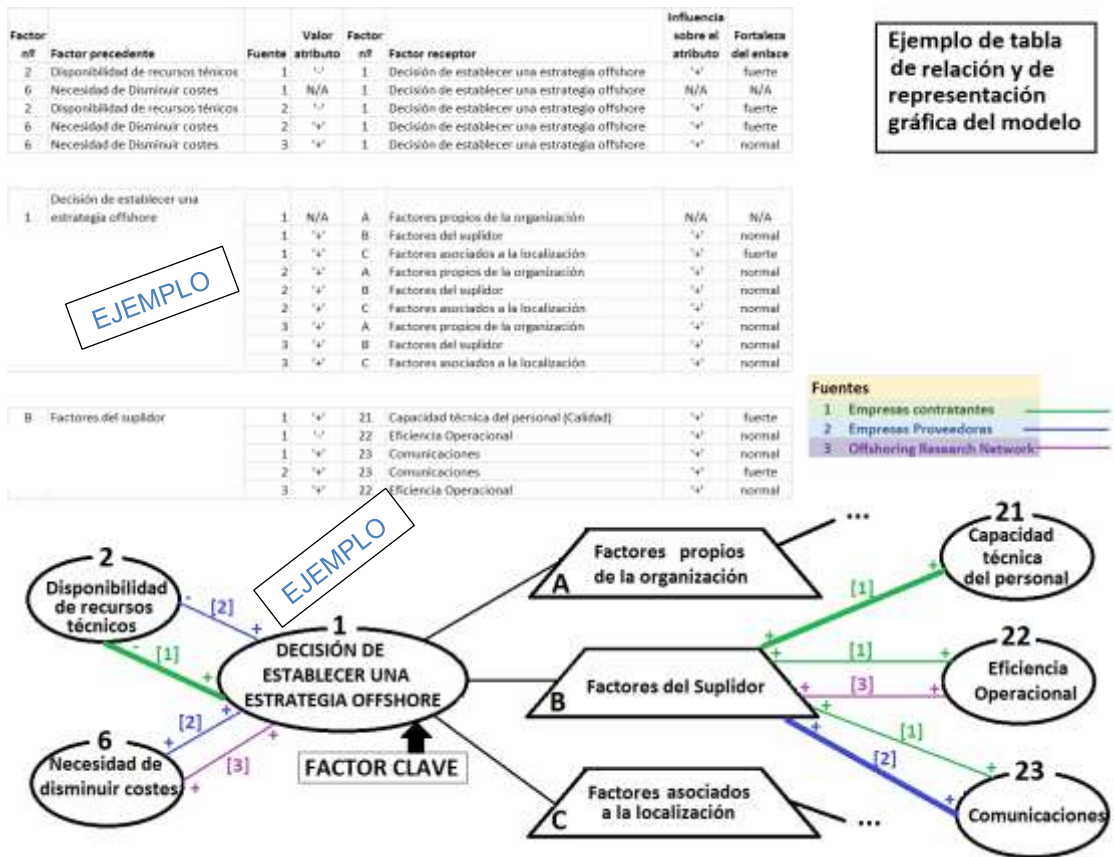 Factor nº Factor precedente Fuente Valor atributo Factor nº Factor receptor Influencia sobre el atributo Fortaleza del enlace
2 Disponibilidad de recursos ténicos 1 '-' 1 Decisión de establecer una estrategia offshore '+' fuerte
6 Necesidad de Disminuir costes 1 N/A 1 Decisión de establecer una estrategia offshore N/A N/A
2 Disponibilidad de recursos ténicos 2 '-' 1 Decisión de establecer una estrategia offshore '+' fuerte
6 Necesidad de Disminuir costes 2 '+' 1 Decisión de establecer una estrategia offshore '+' fuerte
6 Necesidad de Disminuir costes 3 '+' 1 Decisión de establecer una estrategia offshore '+' normal
Ejemplo de tabla
de relación y de
representación
gráfica del modelo
Decisión de establecer una
1 estrategia offshore 1 N/A A Factores propios de la organización N/A N/A
1 '+' B Factores del suplidor '+' normal
1 '+' C Factores asociados a la localización '+' fuerte
2 '+' A Factores propios de la organización '+' normal
2 '+' B Factores del suplidor '+' normal
2 '+' C Factores asociados a la localización '+' normal
3 '+' A Factores propios de la organización '+' normal
3 '+' B Factores del suplidor '+' normal
3 '+' C Factores asociados a la localización '+' normal
EJEMPLO
B Factores del suplidor 1 '+' 21 Capacidad técnica del personal (Calidad) '+' fuerte
1 '-' 22 Eficiencia Operacional '+' normal
1 '+' 23 Comunicaciones '+' normal
2 '+' 23 Comunicaciones '+' fuerte
3 '+' 22 Eficiencia Operacional '+' normal
Fuentes
1 Empresas contratantes
2 Empresas Proveedoras
3 Offshoring Research Network
EJEMPLO
2
Disponibilidad
de recursos
técnicos
- [2] +
- [1] +
6
Necesidad de
disminuir costes
+ [2] +
+ [3] +
1
DECISIÓN DE
ESTABLECER UNA
ESTRATEGIA OFFSHORE
FACTOR CLAVE
A
Factores propios
de la organización
...
B
Factores del Suplidor
C
Factores asociados
a la localización
...
+ [1] +
+ [1] +
+ [3] +
+ [1] +
+ [2] +
21
Capacidad
técnica
del personal
22
Eficiencia
Operacional
23
Comunicaciones